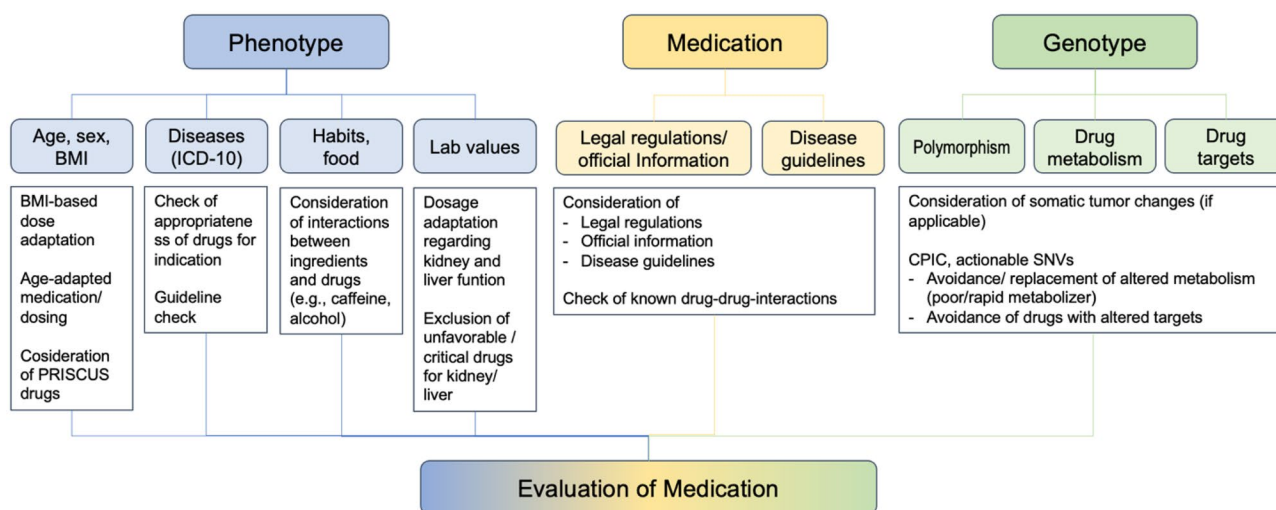 Phenotype
Medication
Genotype
Age, sex,
BMI
Diseases
(ICD-10)
Habits,
food
Lab values
Legal regulations/
official Information
Disease
guidelines
Polymorphism
Drug
metabolism
Drug
targets
BMI-based
dose
adaptation
Age-adapted
medication/
dosing
Cosideration
of PRISCUS
drugs
Check of
appropriatene
ss of drugs for
indication
Guideline
check
Consideration
of interactions
between
ingredients
and drugs
(e.g., caffeine,
alcohol)
Dosage
adaptation
regarding
kidney and
liver funtion
Exclusion of
unfavorable /
critical drugs
for kidney/
liver
Consideration of
- Legal regulations
- Official information
- Disease guidelines
Check of known drug-drug-interactions
Consideration of somatic tumor changes (if
applicable)
CPIC, actionable SNVs
- Avoidance/ replacement of altered metabolism
(poor/rapid metabolizer)
- Avoidance of drugs with altered targets
Evaluation of Medication